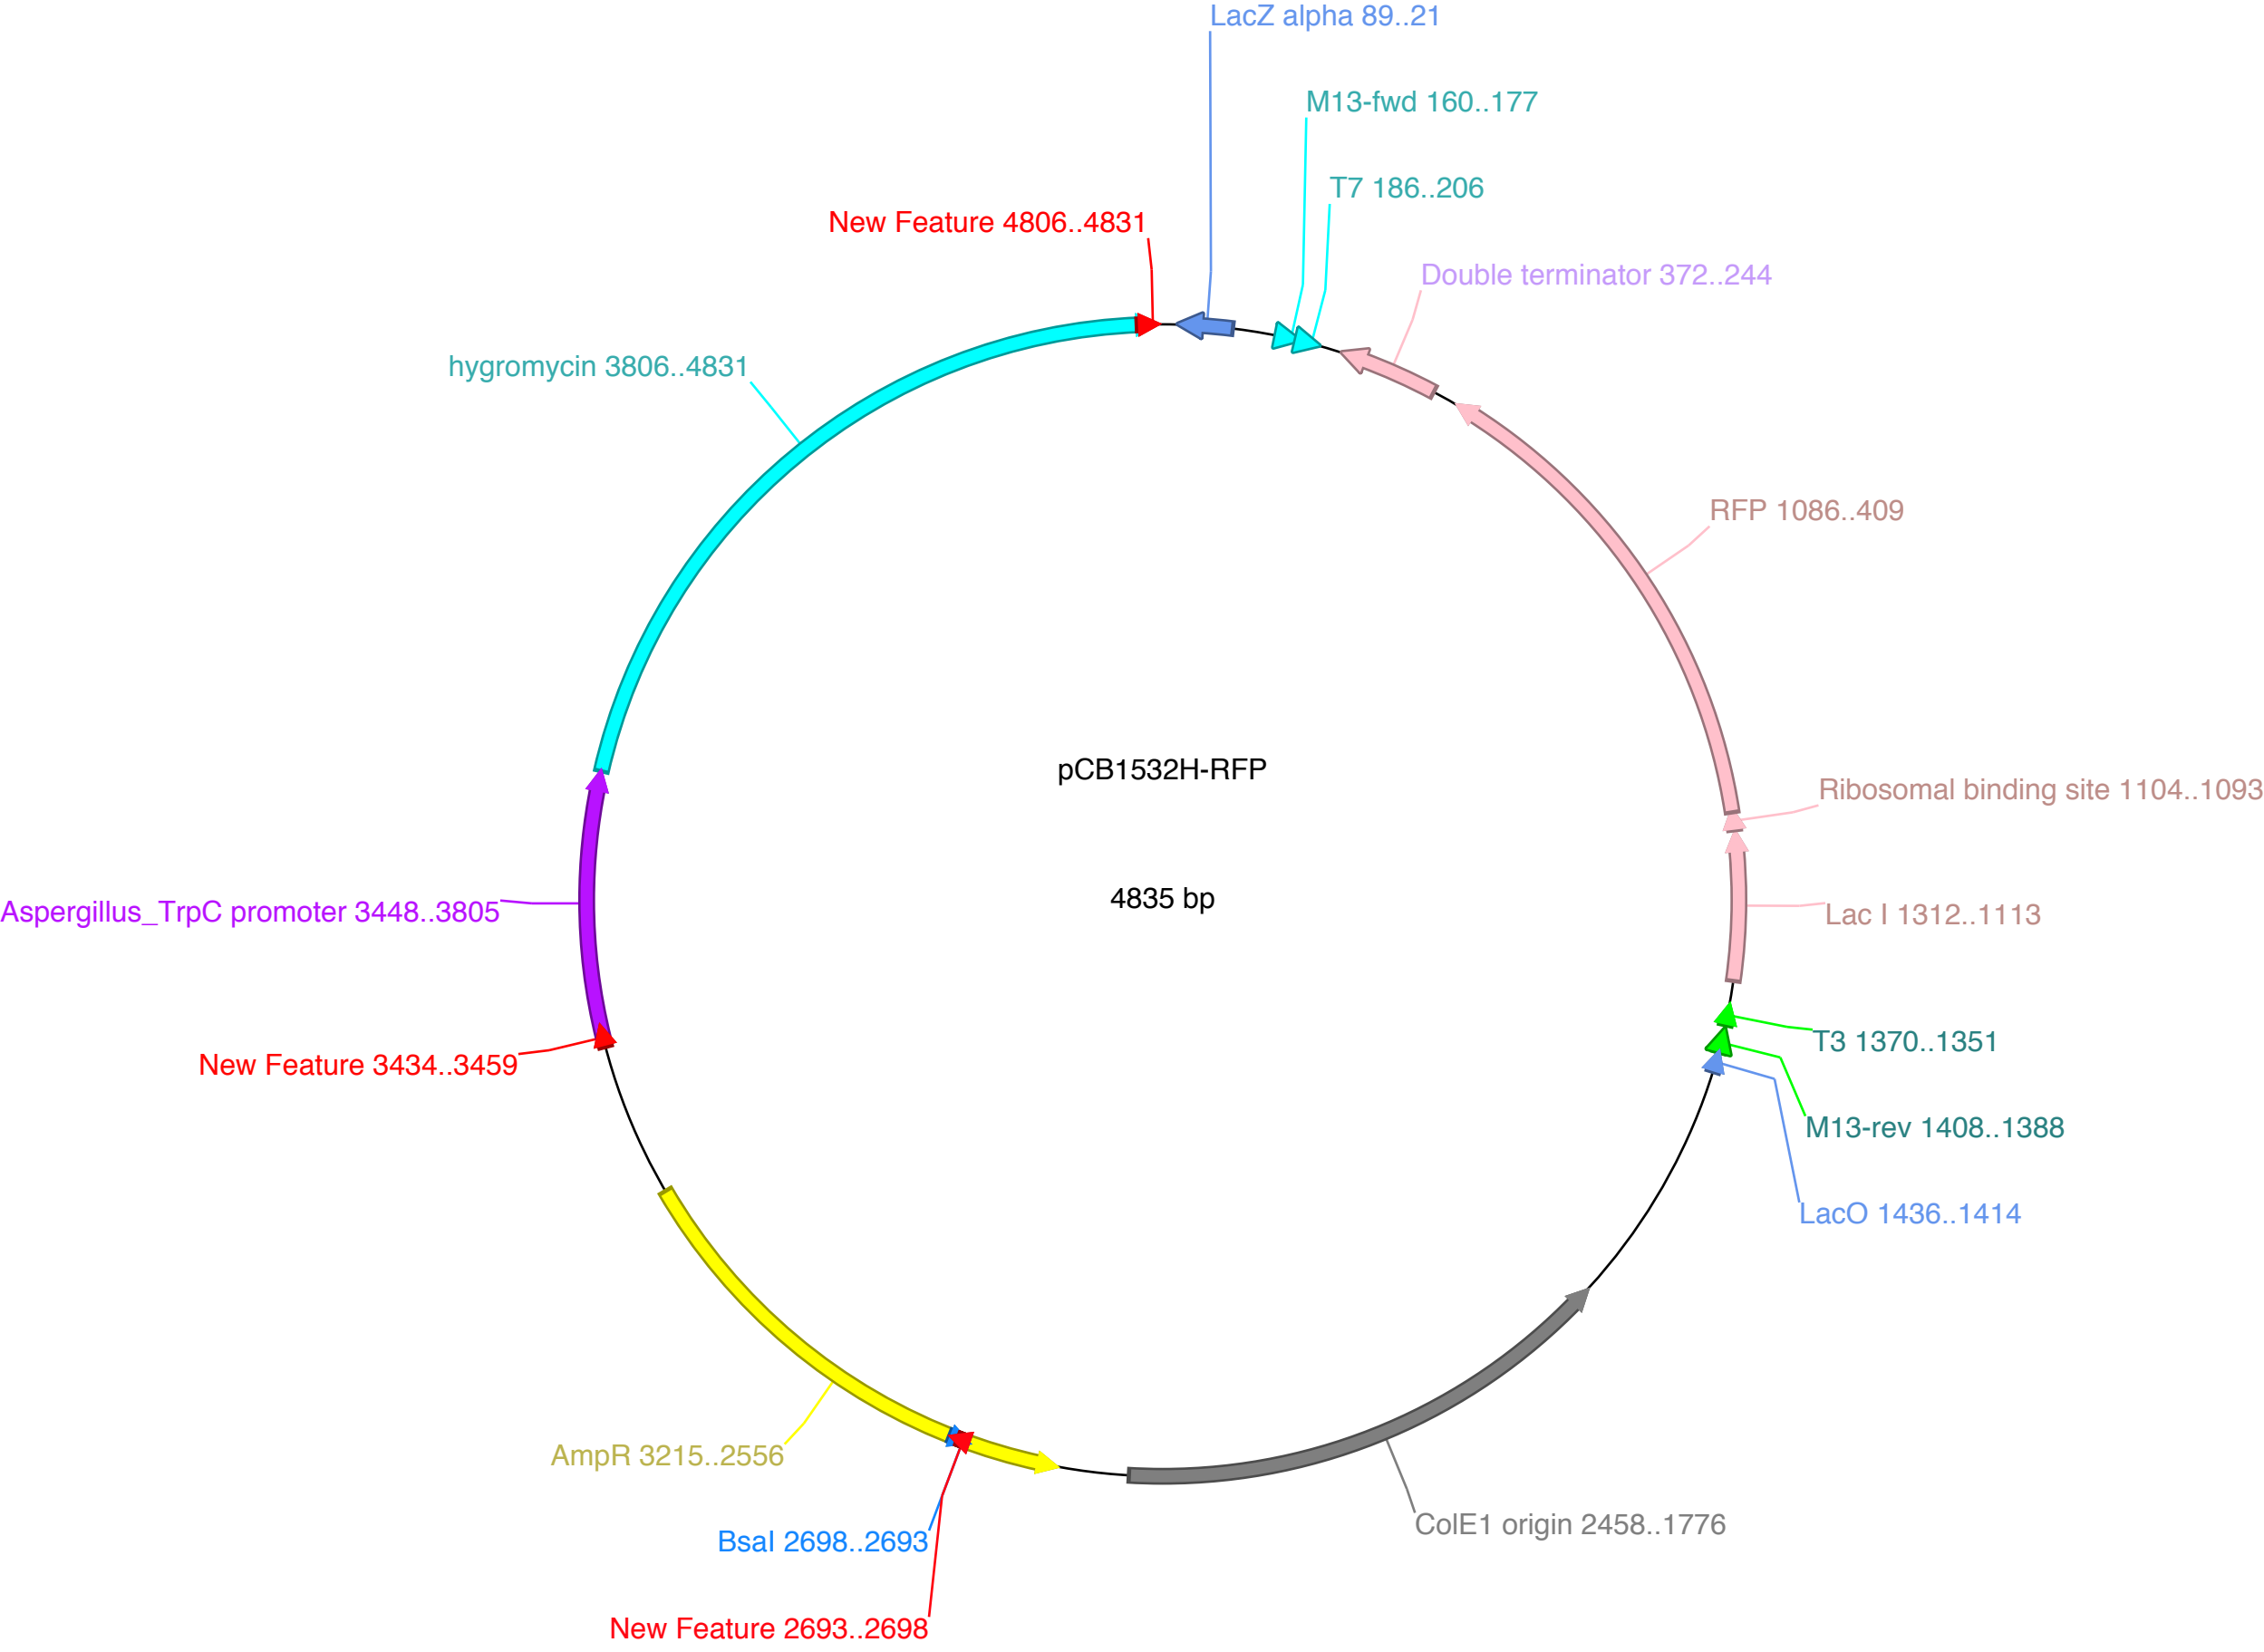 LacZ alpha 89..21
M13-fwd 160..177
T7 186..206
New Feature 4806..4831
Double terminator 372..244
hygromycin 3806..4831
RFP 1086..409
pCB1532H-RFP
Ribosomal binding site 1104..1093
4835 bp
Aspergillus_TrpC promoter 3448..3805
Lac I 1312..1113
T3 1370..1351
New Feature 3434..3459
M13-rev 1408..1388
LacO 1436..1414
AmpR 3215..2556
ColE1 origin 2458..1776
BsaI 2698..2693
New Feature 2693..2698